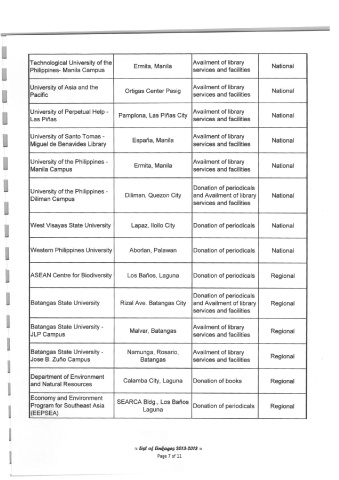 Technological University of the Philippines- Manila Campus | Ermita, Manila | Availment of library services and facilities | National
University of Asia and the Pacific | Ortigas Center Pasig | Availment of library services and facilities | National
University of Perpetual Help - Las Piñas | Pamplona, Las Piñas City | Availment of library services and facilities | National
University of Santo Tomas - Miguel de Benavides Library | España, Manila | Availment of library services and facilities | National
University of the Philippines - Manila Campus | Ermita, Manila | Availment of library services and facilities | National
University of the Philippines - Diliman Campus | Diliman, Quezon City | Donation of periodicals and Availment of library services and facilities | National
West Visayas State University | Lapaz, Iloilo City | Donation of periodicals | National
Western Philippines University | Aborlan, Palawan | Donation of periodicals | National
ASEAN Centre for Biodiversity | Los Baños, Laguna | Donation of periodicals | Regional
Batangas State University | Rizal Ave. Batangas City | Donation of periodicals and Availment of library services and facilities | Regional
Batangas State University - JLP Campus | Malvar, Batangas | Availment of library services and facilities | Regional
Batangas State University - Jose B. Zuño Campus | Namunga, Rosario, Batangas | Availment of library services and facilities | Regional
Department of Environment and Natural Resources | Calamba City, Laguna | Donation of books | Regional
Economy and Environment Program for Southeast Asia (EEPSEA) | SEARCA Bldg., Los Baños Laguna | Donation of periodicals | Regional
List of Linkages 2013-2015
Page 7 of 11